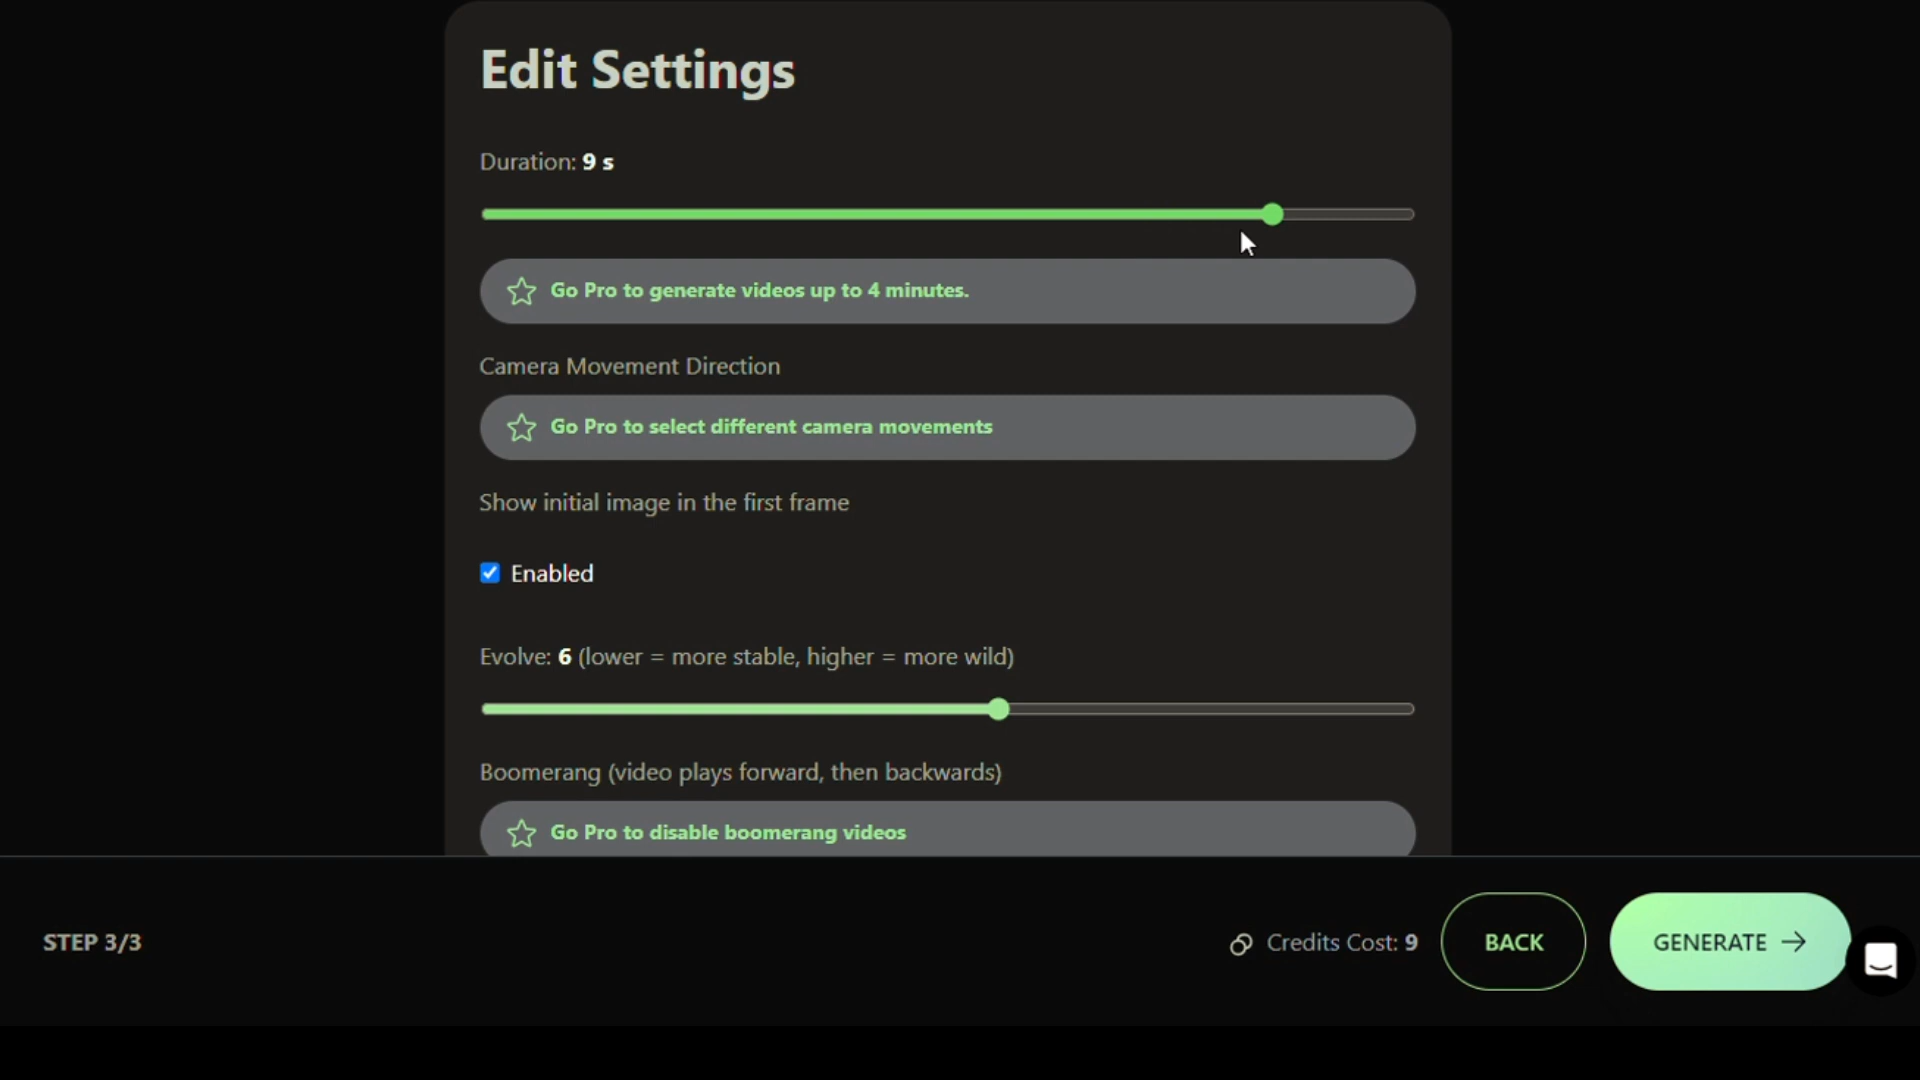 Edit Settings
Duration: 9 s
Go Pro to generate videos up to 4 minutes.
Camera Movement Direction
Go Pro to select different camera movements
Show initial image in the first frame
Enabled
Evolve: 6 (lower = more stable, higher = more wild)
Boomerang (video plays forward, then backwards)
Go Pro to disable boomerang videos
STEP 3/3
Credits Cost: 9
BACK
GENERATE